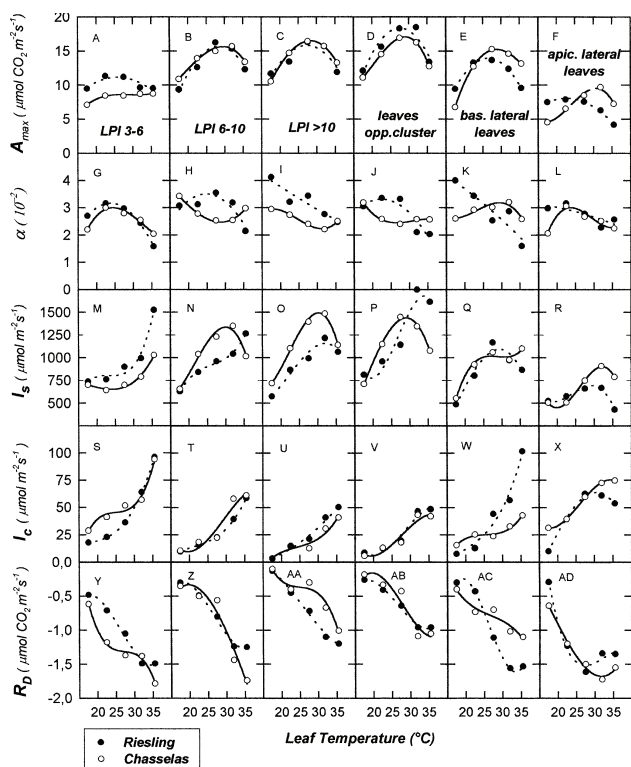 A B C D E F
20
15
10
5
0
A_max ( μmol CO₂ m⁻²s⁻¹)
LPI 3-6
LPI 6-10
LPI >10
leaves
opp.cluster
bas. lateral
leaves
apic. lateral
leaves
G H I J K L
4
3
2
1
0
α ( 10⁻²)
M N O P Q R
1500
1250
1000
750
500
I_s ( μmol m⁻²s⁻¹)
S T U V W X
100
75
50
25
0,0
I_c ( μmol m⁻²s⁻¹)
Y Z AA AB AC AD
-0,5
-1,0
-1,5
-2,0
R_D ( μmol CO₂ m⁻²s⁻¹)
20 25 30 35 20 25 30 35 20 25 30 35 20 25 30 35 20 25 30 35 20 25 30 35
Leaf Temperature (°C)
● Riesling
○ Chasselas